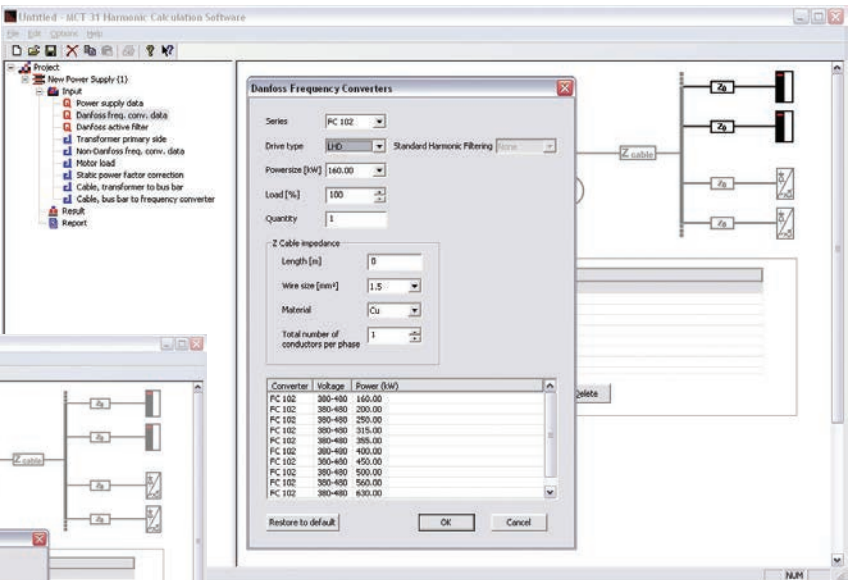 Untitled - MCT 31 Harmonic Calculation Software
File Edit Options Help
Project
New Power Supply (1)
Input
Power supply data
Danfoss freq. conv. data
Danfoss active filter
Transformer primary side
Non-Danfoss freq. conv. data
Motor load
Static power factor correction
Cable, transformer to bus bar
Cable, bus bar to frequency converter
Result
Report
Danfoss Frequency Converters
Series FC 102
Drive type LHD Standard Harmonic Filtering None
Powersize [kW] 160.00
Load [%] 100
Quantity 1
Z Cable impedance
Length [m] 0
Wire size [mm²] 1.5
Material Cu
Total number of
conductors per phase 1
Converter Voltage Power (kW)
FC 102 380-480 160.00
FC 102 380-480 200.00
FC 102 380-480 250.00
FC 102 380-480 315.00
FC 102 380-480 355.00
FC 102 380-480 400.00
FC 102 380-480 450.00
FC 102 380-480 500.00
FC 102 380-480 560.00
FC 102 380-480 630.00
Restore to default OK Cancel
Z cable
Delete
NUM
Z cable